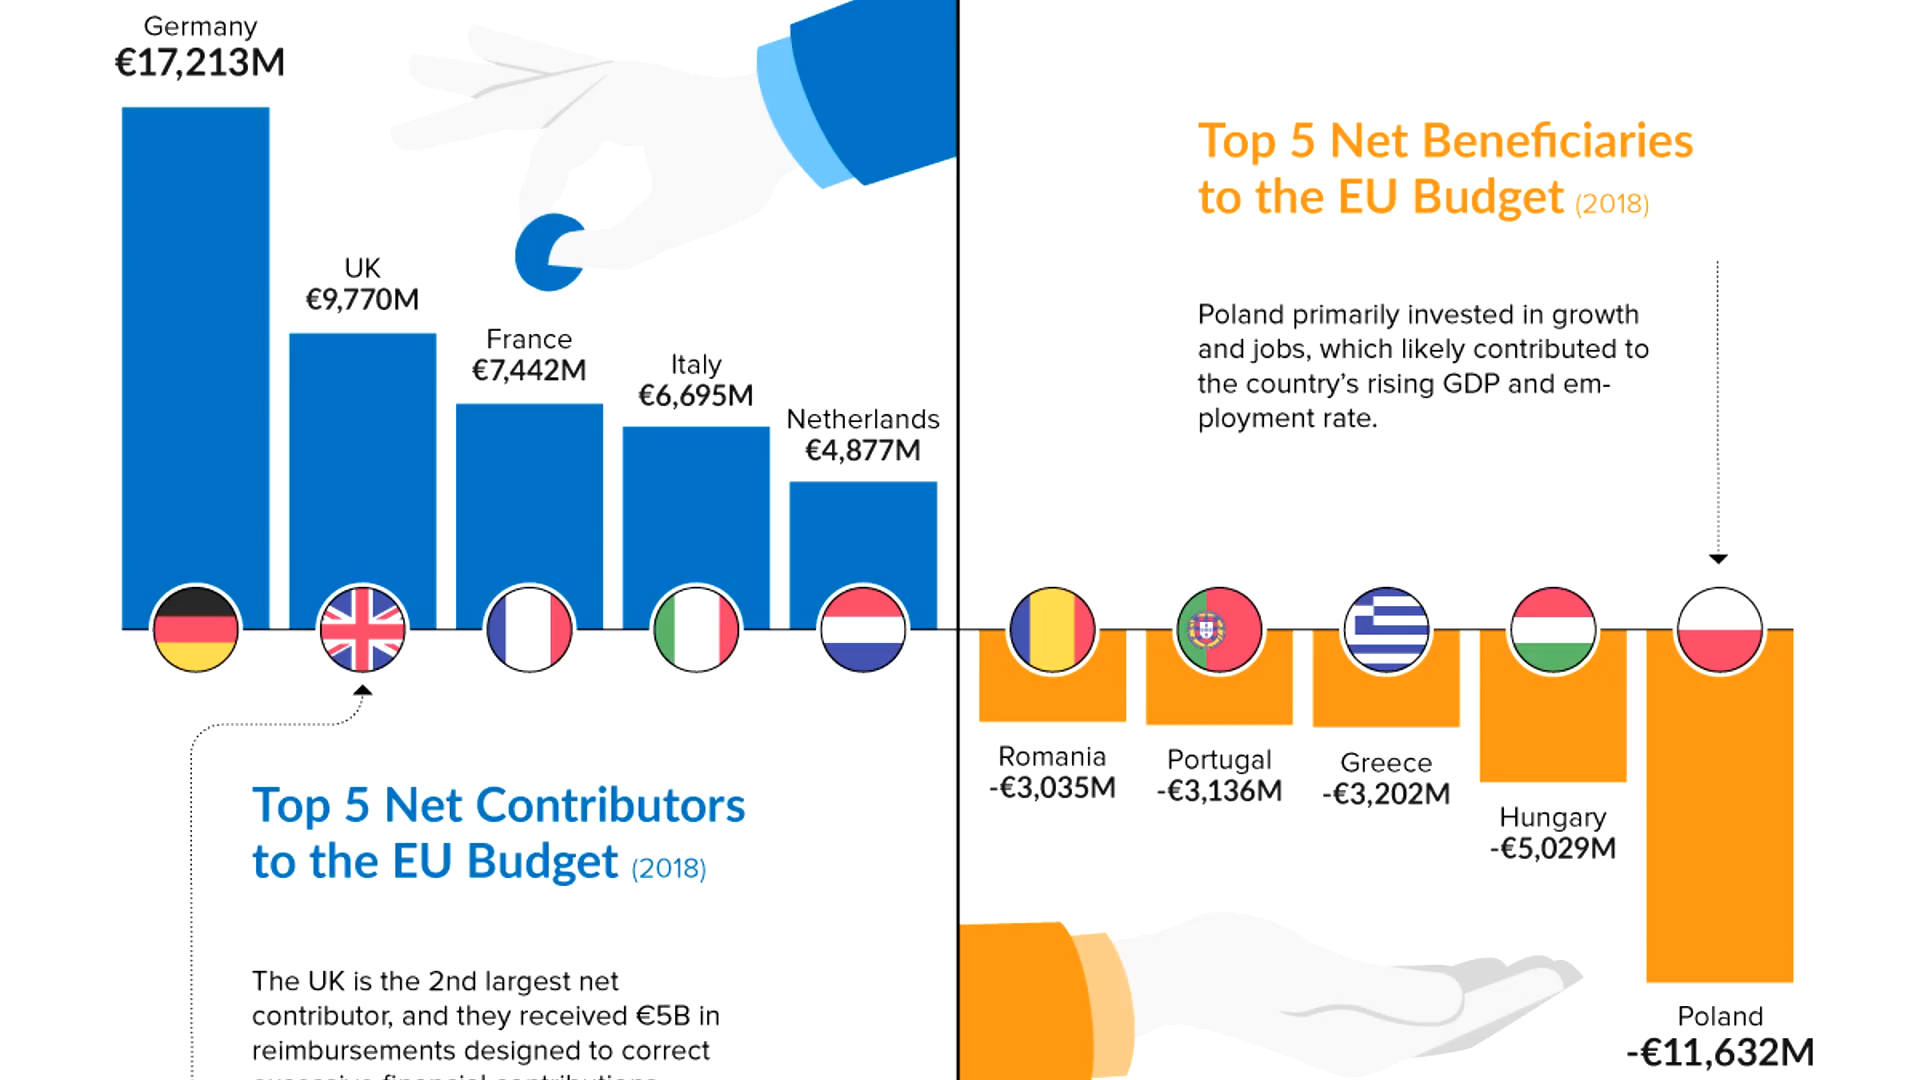 Germany
€17,213M
UK
€9,770M
France
€7,442M
Italy
€6,695M
Netherlands
€4,877M
Top 5 Net Contributors
to the EU Budget (2018)
The UK is the 2nd largest net
contributor, and they received €5B in
reimbursements designed to correct
excessive financial contributions.
Top 5 Net Beneficiaries
to the EU Budget (2018)
Poland primarily invested in growth
and jobs, which likely contributed to
the country's rising GDP and em-
ployment rate.
Romania
-€3,035M
Portugal
-€3,136M
Greece
-€3,202M
Hungary
-€5,029M
Poland
-€11,632M